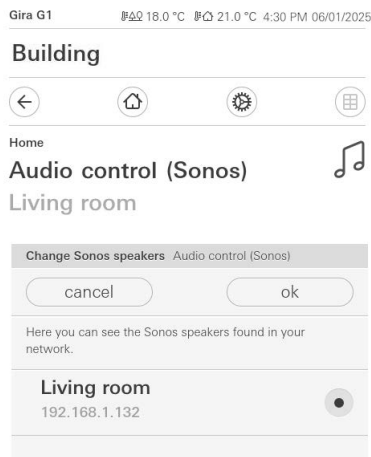 Gira G1 18.0 °C 21.0 °C 4:30 PM 06/01/2025
Building
Home
Audio control (Sonos)
Living room
Change Sonos speakers Audio control (Sonos)
cancel ok
Here you can see the Sonos speakers found in your
network.
Living room
192.168.1.132